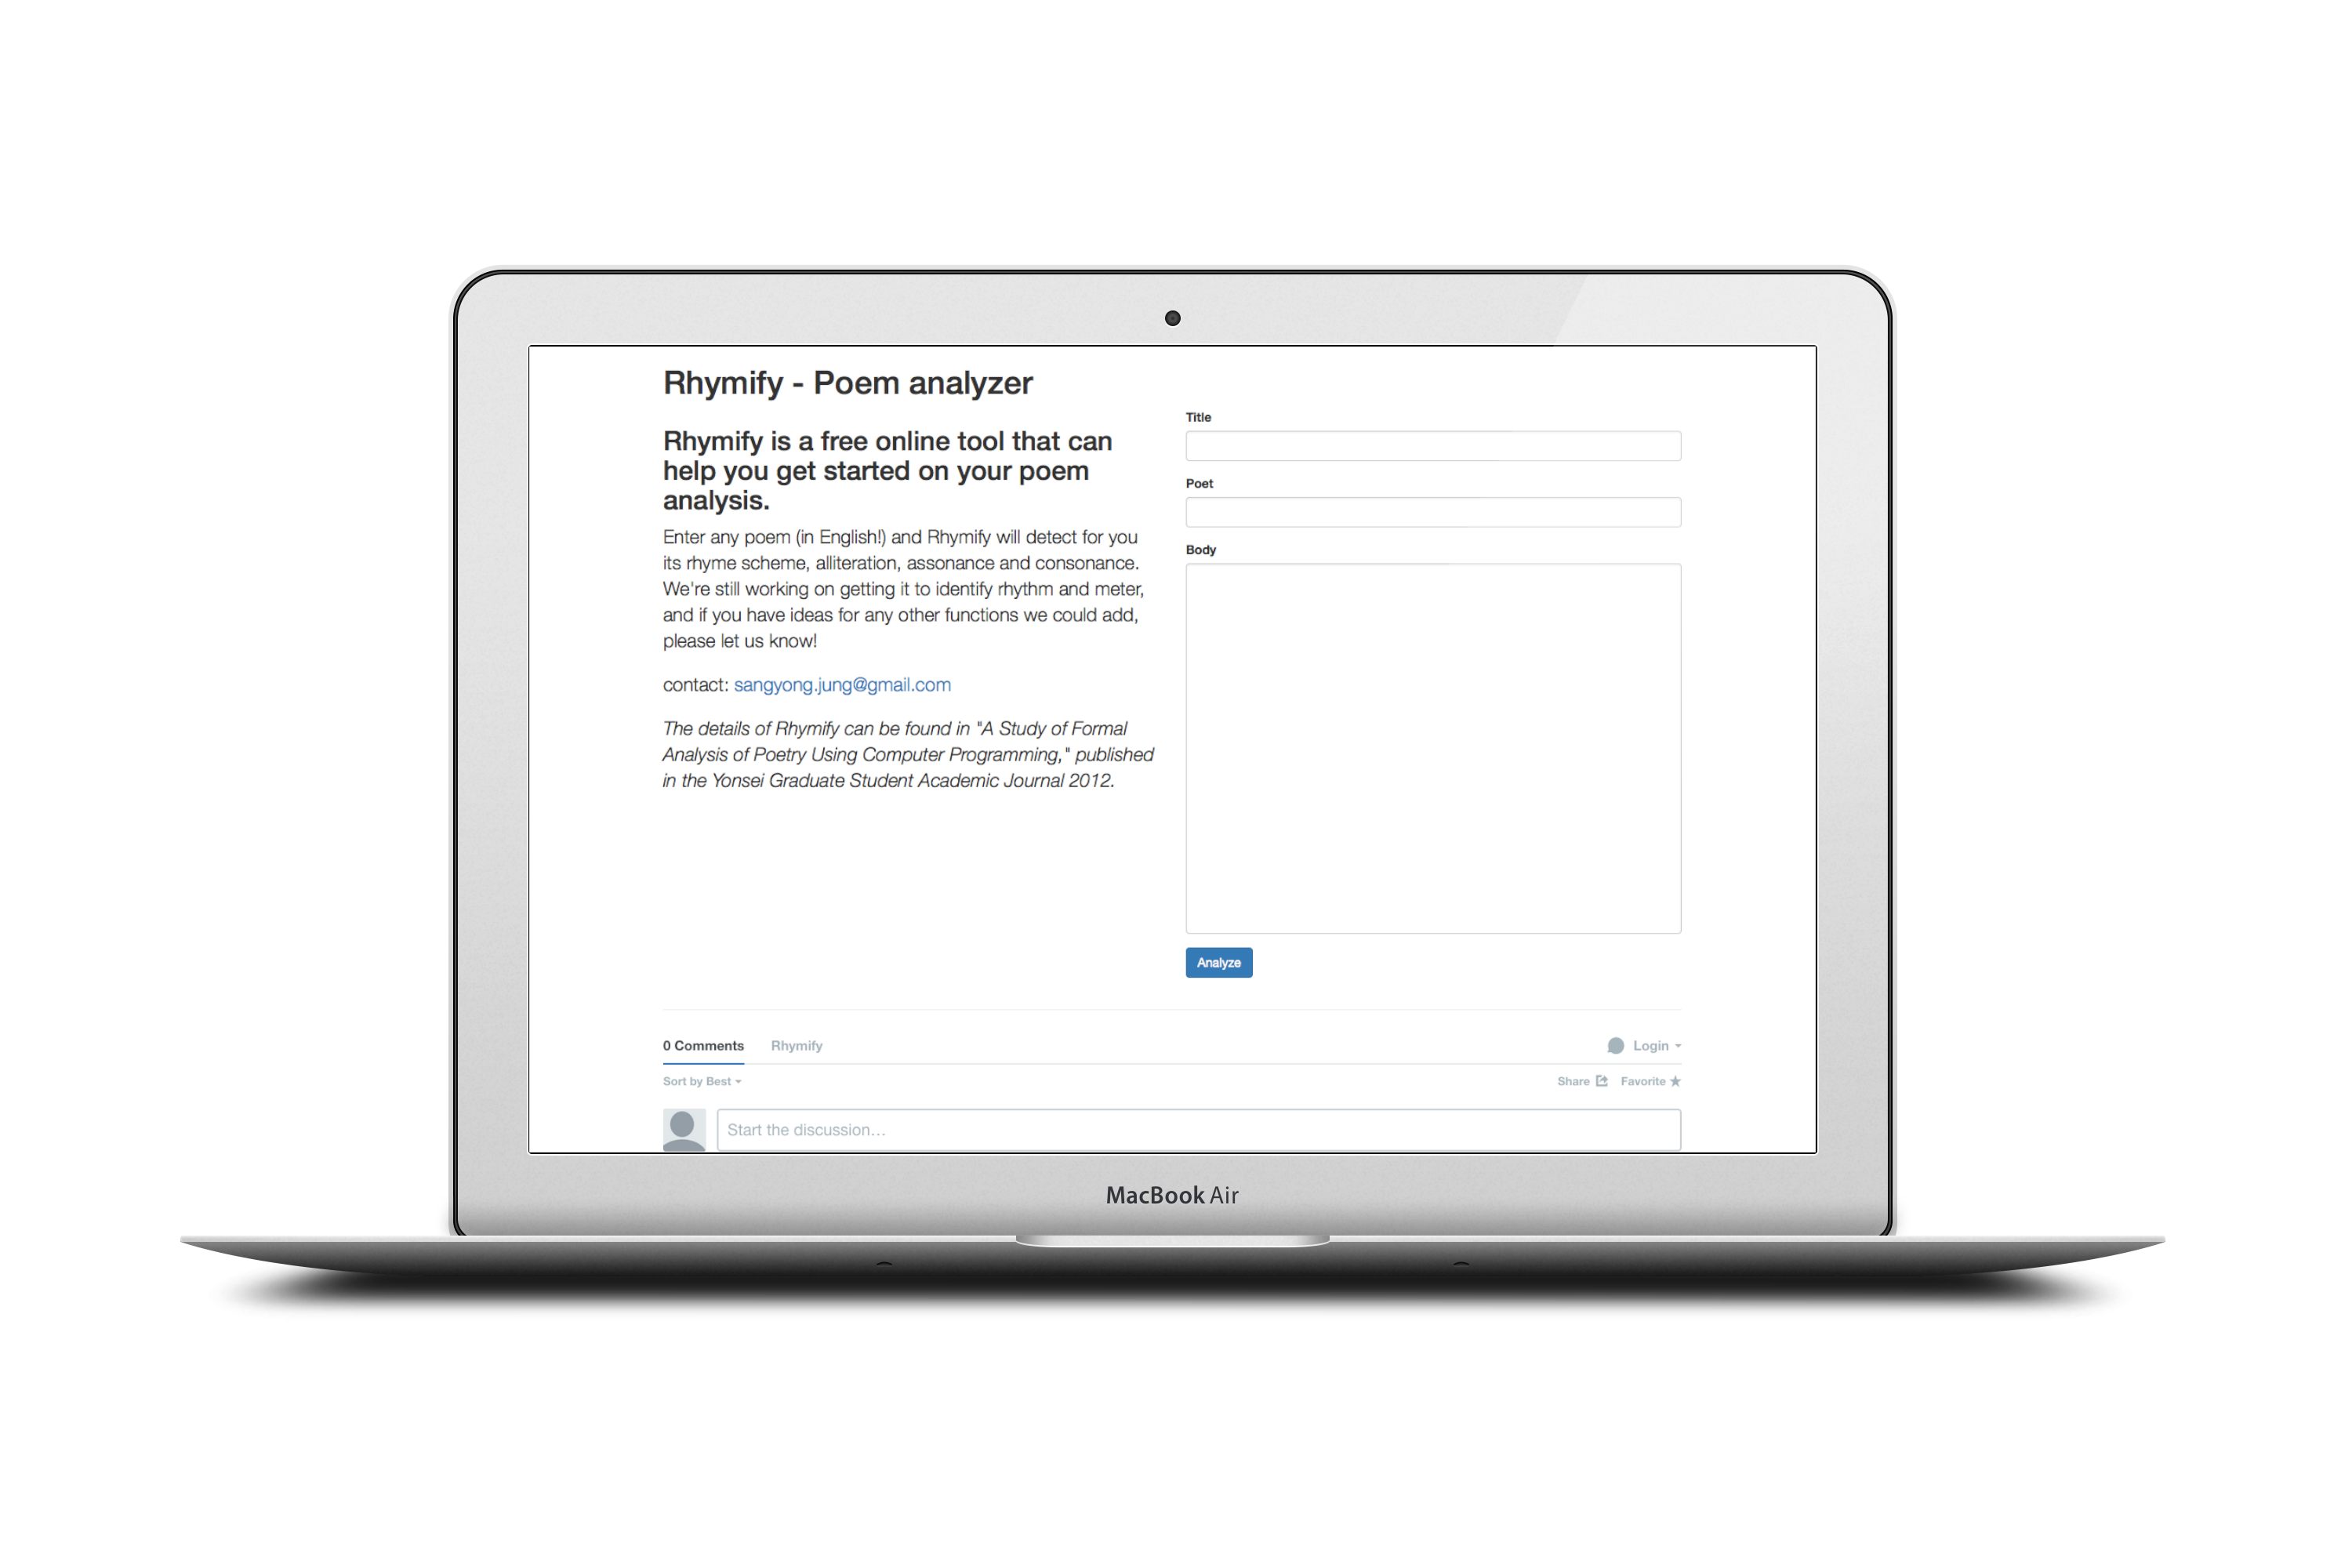 Rhymify - Poem analyzer
Rhymify is a free online tool that can
help you get started on your poem
analysis.
Enter any poem (in English!) and Rhymify will detect for you
its rhyme scheme, alliteration, assonance and consonance.
We're still working on getting it to identify rhythm and meter,
and if you have ideas for any other functions we could add,
please let us know!
contact: sangyong.jung@gmail.com
The details of Rhymify can be found in "A Study of Formal
Analysis of Poetry Using Computer Programming," published
in the Yonsei Graduate Student Academic Journal 2012.
Title
Poet
Body
Analyze
0 Comments Rhymify Login
Sort by Best Share Favorite
Start the discussion...
MacBook Air